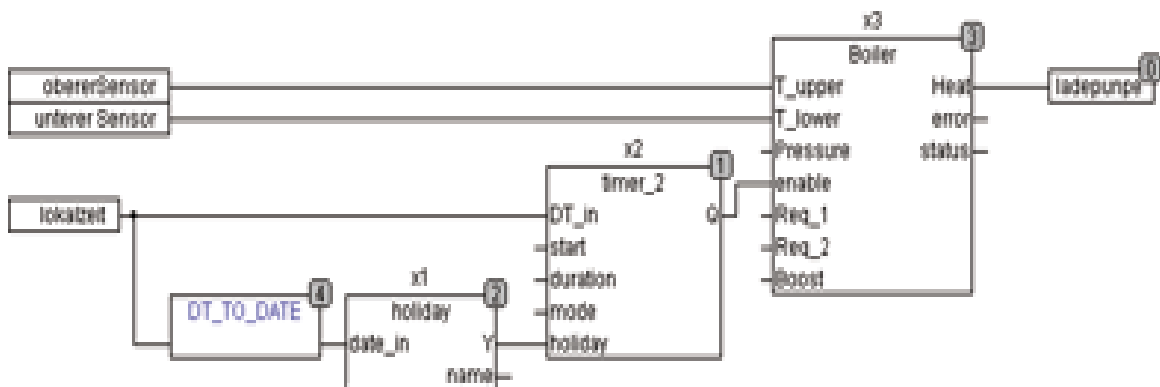 x3
3
Boiler
0
obererSensor
T_upper
Heat
ladepumpe
unterer Sensor
T_lower
error
x2
Pressure
status
1
timer_2
enable
lokalzeit
DT_in
Q
Req_1
start
Req_2
x1
duration
Boost
4
2
DT_TO_DATE
holiday
mode
date_in
Y
holiday
name